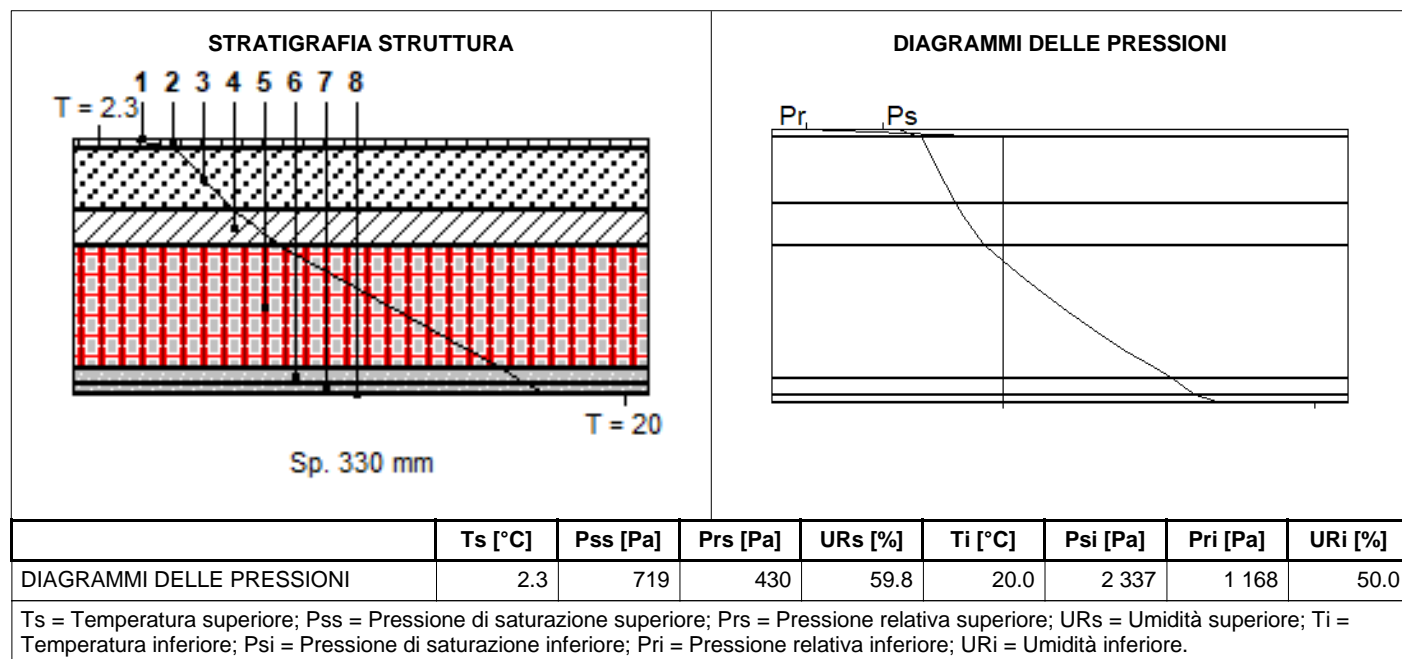 STRATIGRAFIA STRUTTURA
1 2 3 4 5 6 7 8
T = 2.3
T = 20
Sp. 330 mm
DIAGRAMMI DELLE PRESSIONI
Pr Ps
Ts [°C] Pss [Pa] Prs [Pa] URs [%] Ti [°C] Psi [Pa] Pri [Pa] URi [%]
DIAGRAMMI DELLE PRESSIONI 2.3 719 430 59.8 20.0 2 337 1 168 50.0
Ts = Temperatura superiore; Pss = Pressione di saturazione superiore; Prs = Pressione relativa superiore; URs = Umidità superiore; Ti =
Temperatura inferiore; Psi = Pressione di saturazione inferiore; Pri = Pressione relativa inferiore; URi = Umidità inferiore.